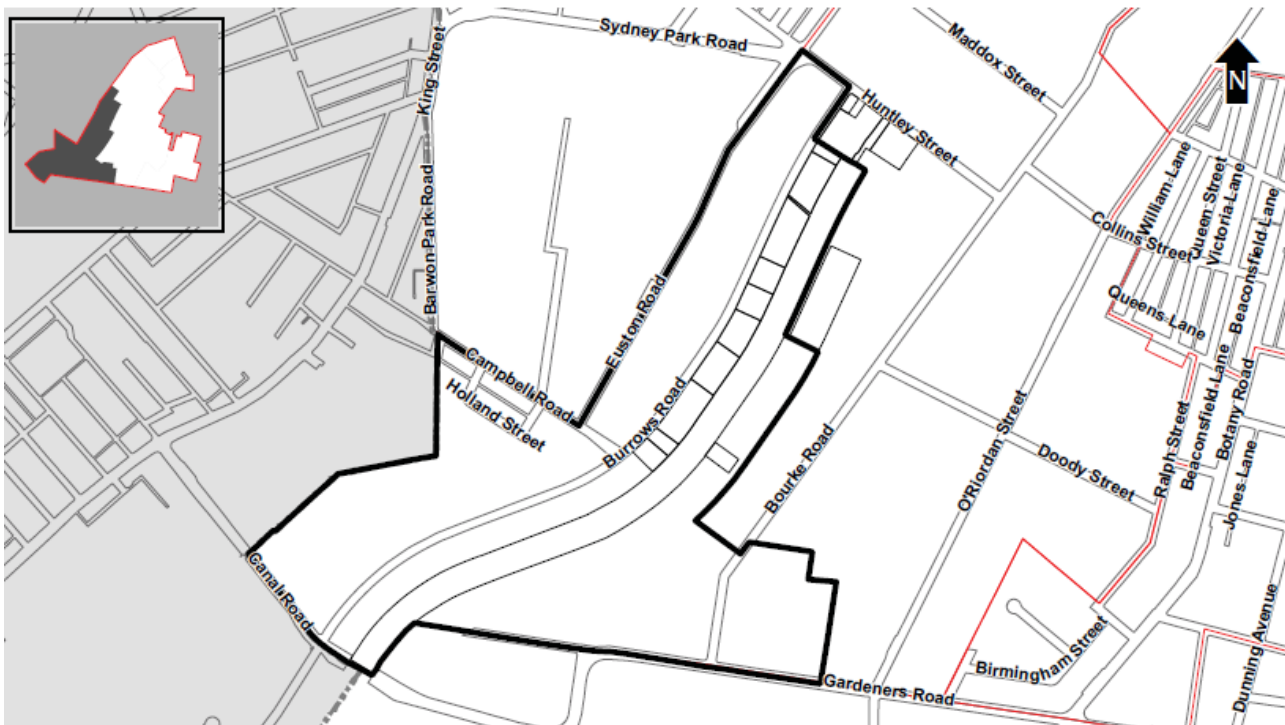 Sydney Park Road
Maddox Street
King Street
N
Huntley Street
William Lane
Queen Street
Victoria Lane
Beaconsfield Lane
Collins Street
Barwon Park Road
Queens Lane
Euston Road
Campbell Road
Holland Street
Burrows Road
Beaconsfield Lane
Botany Road
Ralph Street
Bourke Road
O'Riordan Street
Doody Street
Jones Lane
Canal Road
Birmingham Street
Dunning Avenue
Gardeners Road